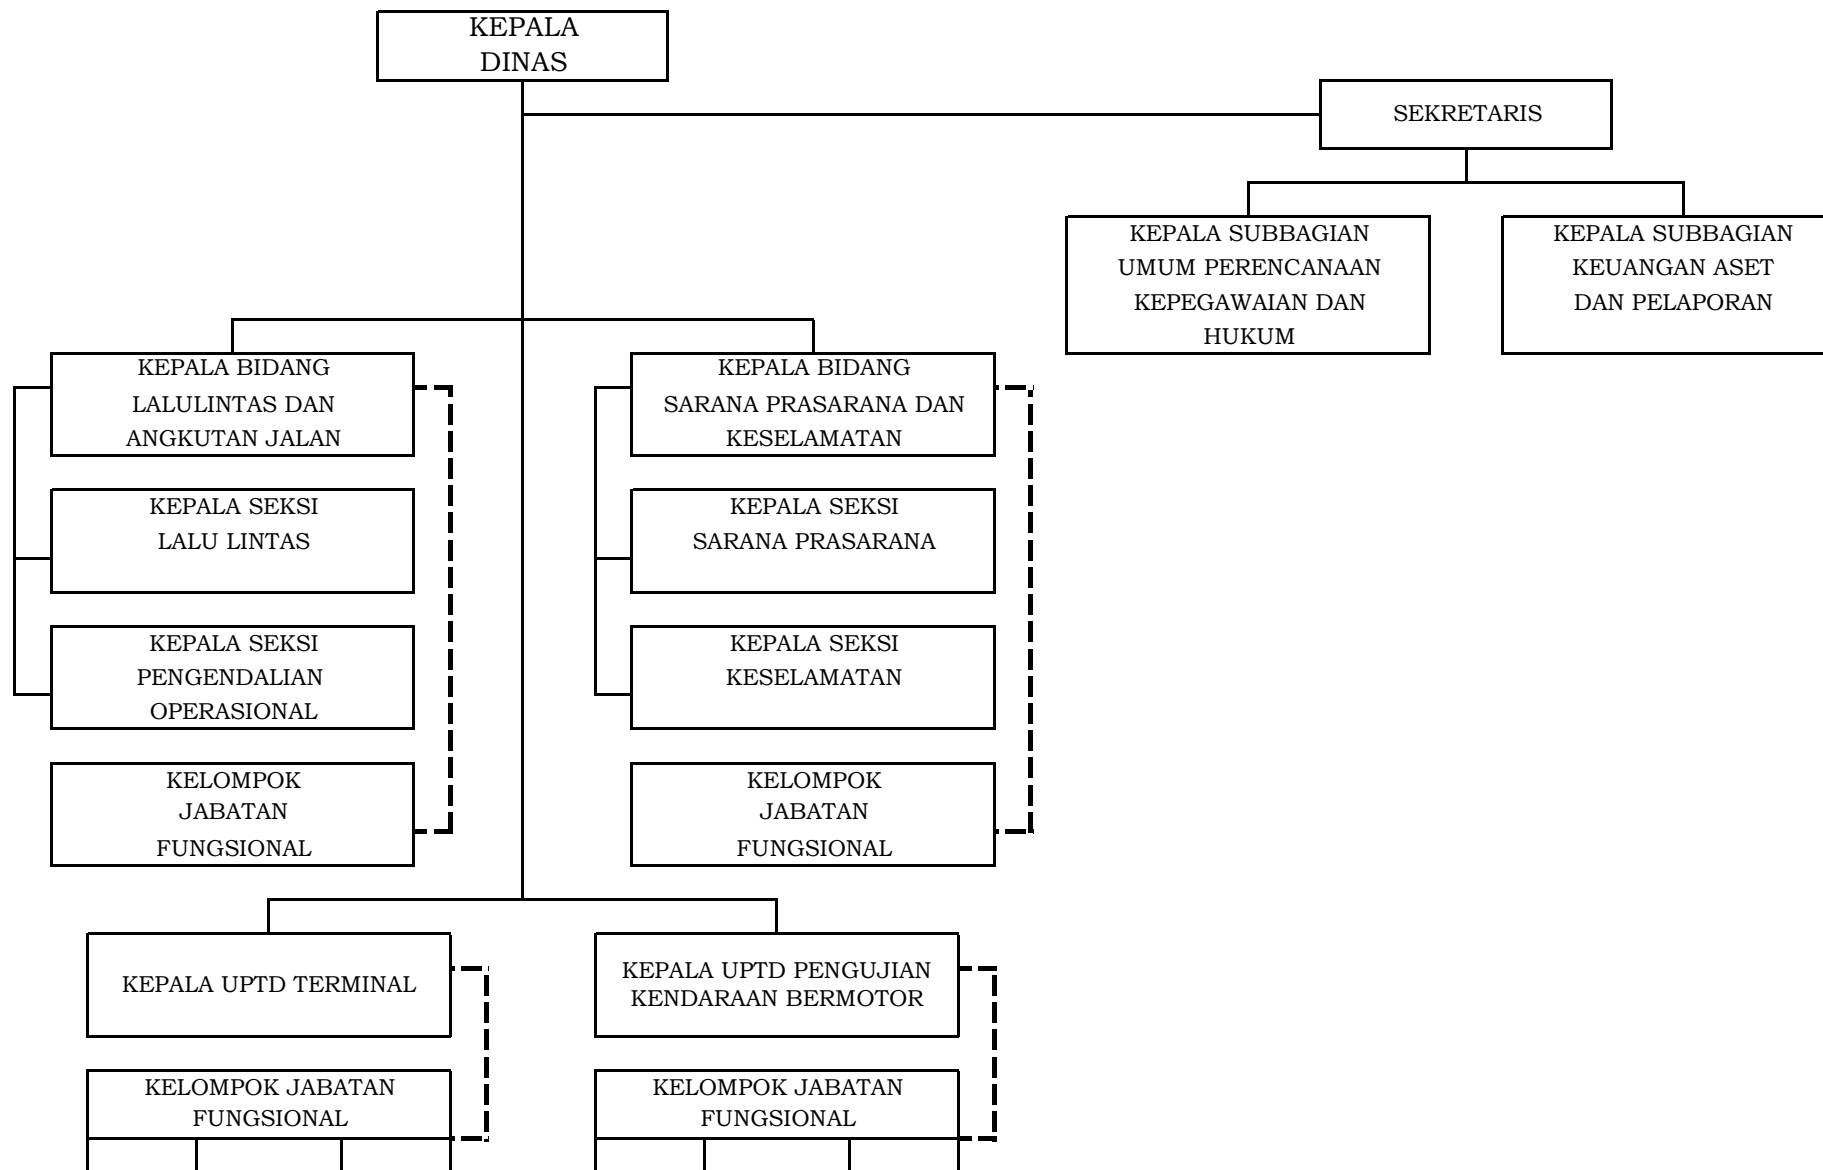 KEPALA
DINAS
SEKRETARIS
KEPALA SUBBAGIAN
UMUM PERENCANAAN
KEPEGAWAIAN DAN
HUKUM
KEPALA SUBBAGIAN
KEUANGAN ASET
DAN PELAPORAN
KEPALA BIDANG
LALULINTAS DAN
ANGKUTAN JALAN
KEPALA BIDANG
SARANA PRASARANA DAN
KESELAMATAN
KEPALA SEKSI
LALU LINTAS
KEPALA SEKSI
SARANA PRASARANA
KEPALA SEKSI
PENGENDALIAN
OPERASIONAL
KEPALA SEKSI
KESELAMATAN
KELOMPOK
JABATAN
FUNGSIONAL
KELOMPOK
JABATAN
FUNGSIONAL
KEPALA UPTD TERMINAL
KEPALA UPTD PENGUJIAN
KENDARAAN BERMOTOR
KELOMPOK JABATAN
FUNGSIONAL
KELOMPOK JABATAN
FUNGSIONAL